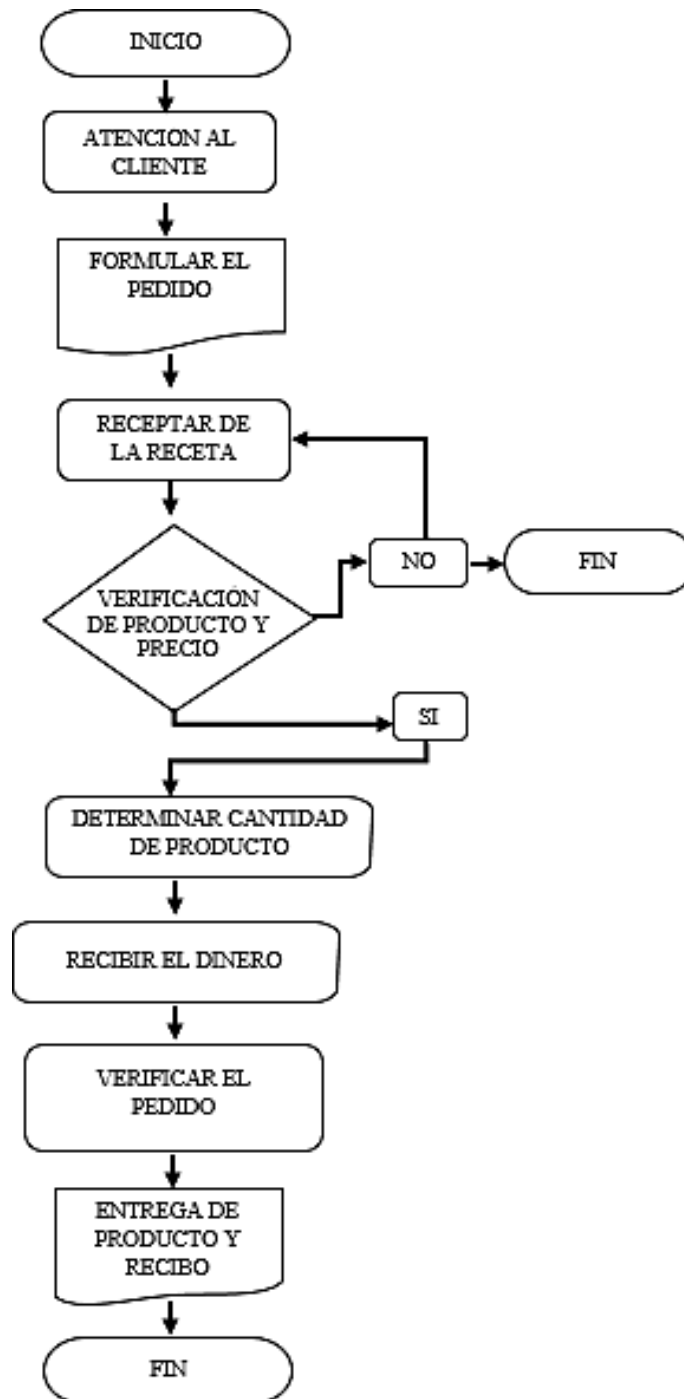 INICIO
ATENCION AL
CLIENTE
FORMULAR EL
PEDIDO
RECEPTAR DE
LA RECETA
VERIFICACIÓN
DE PRODUCTO Y
PRECIO
NO
FIN
SI
DETERMINAR CANTIDAD
DE PRODUCTO
RECIBIR EL DINERO
VERIFICAR EL
PEDIDO
ENTREGA DE
PRODUCTO Y
RECIBO
FIN